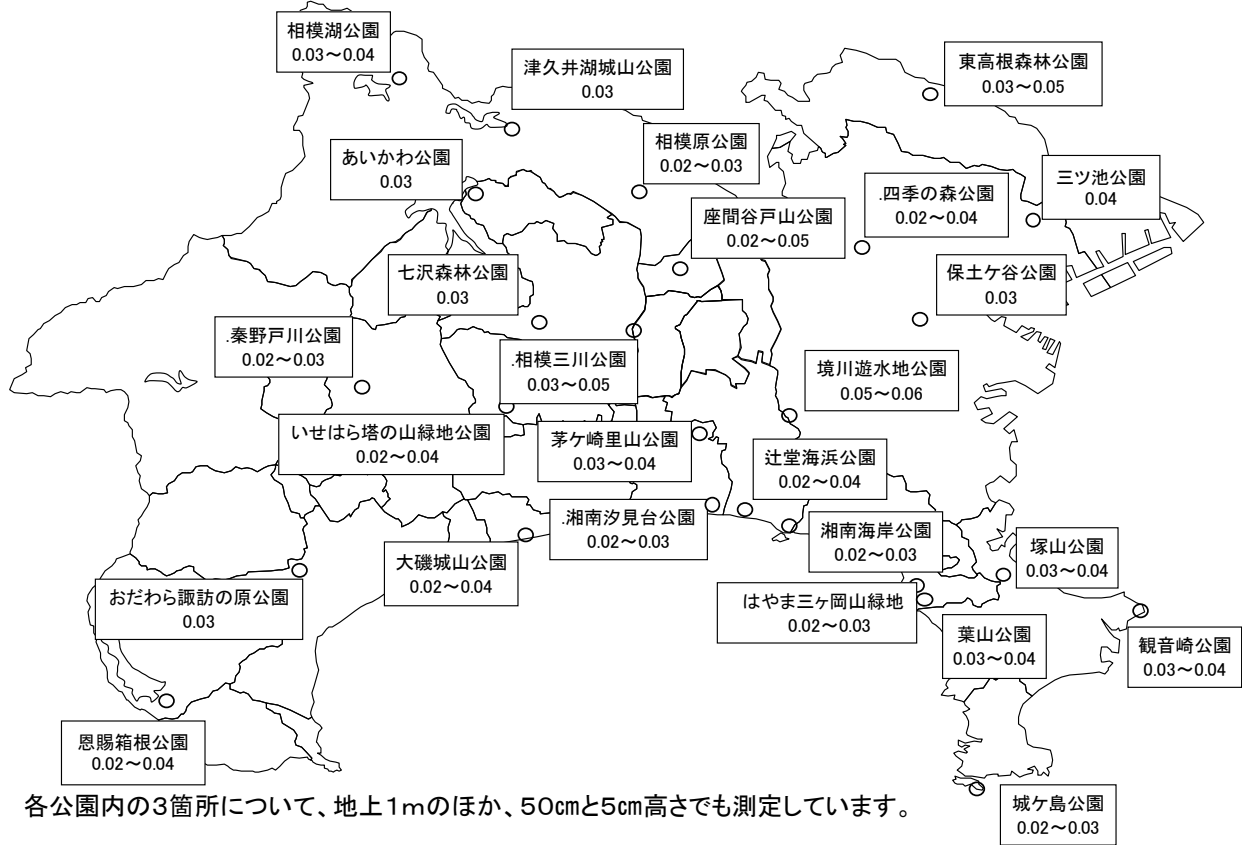 相模湖公園
0.03～0.04
津久井湖城山公園
0.03
東高根森林公園
0.03～0.05
あいかわ公園
0.03
相模原公園
0.02～0.03
.四季の森公園
0.02～0.04
三ツ池公園
0.04
座間谷戸山公園
0.02～0.05
七沢森林公園
0.03
保土ケ谷公園
0.03
.秦野戸川公園
0.02～0.03
.相模三川公園
0.03～0.05
境川遊水地公園
0.05～0.06
いせはら塔の山緑地公園
0.02～0.04
茅ケ崎里山公園
0.03～0.04
辻堂海浜公園
0.02～0.04
.湘南汐見台公園
0.02～0.03
湘南海岸公園
0.02～0.03
大磯城山公園
0.02～0.04
塚山公園
0.03～0.04
おだわら諏訪の原公園
0.03
はやま三ヶ岡山緑地
0.02～0.03
葉山公園
0.03～0.04
観音崎公園
0.03～0.04
恩賜箱根公園
0.02～0.04
城ケ島公園
0.02～0.03
各公園内の3箇所について、地上1mのほか、50㎝と5㎝高さでも測定しています。